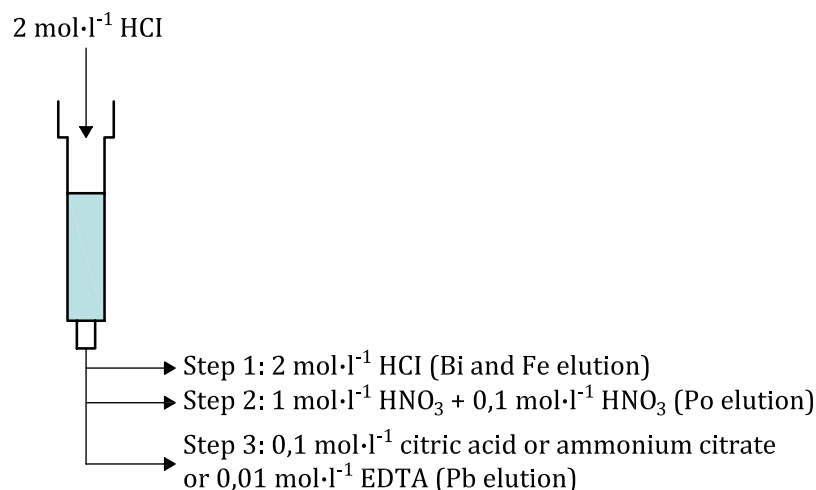 2 mol·l⁻¹ HCI
Step 1: 2 mol·l⁻¹ HCI (Bi and Fe elution)
Step 2: 1 mol·l⁻¹ HNO₃ + 0,1 mol·l⁻¹ HNO₃ (Po elution)
Step 3: 0,1 mol·l⁻¹ citric acid or ammonium citrate
or 0,01 mol·l⁻¹ EDTA (Pb elution)